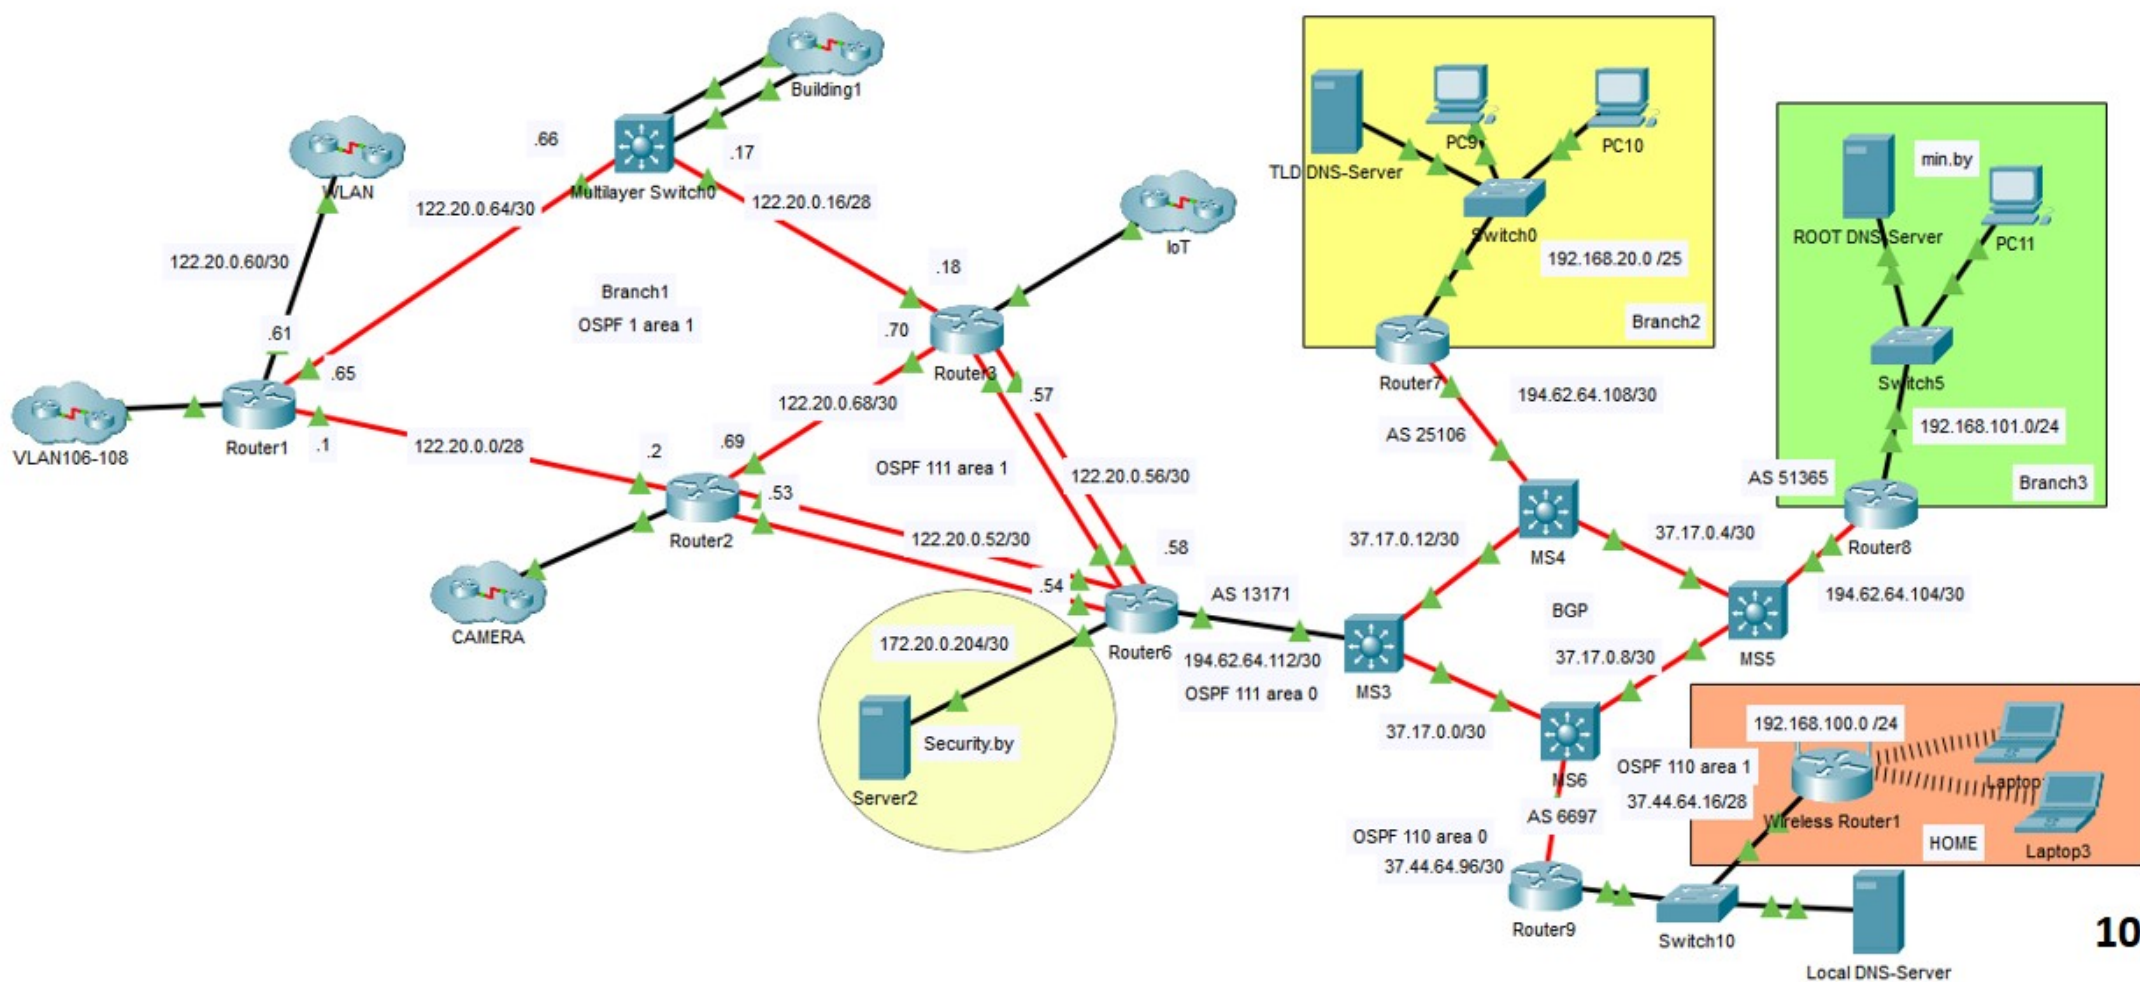 Building1
.66
.17
WLAN
Multilayer Switch0
122.20.0.64/30
122.20.0.16/28
122.20.0.60/30
IoT
.18
Branch1
OSPF 1 area 1
.61
.70
.65
Router3
122.20.0.68/30
.57
Router1
.1
122.20.0.0/28
VLAN106-108
.2
.69
OSPF 111 area 1
122.20.0.56/30
.53
Router2
122.20.0.52/30
.58
.54
CAMERA
AS 13171
172.20.0.204/30
Router6
194.62.64.112/30
OSPF 111 area 0
Security.by
Server2
TLD DNS-Server
PC9
PC10
Switch0
192.168.20.0 /25
Branch2
Router7
194.62.64.108/30
AS 25106
min.by
ROOT DNS-Server
PC11
Switch5
192.168.101.0/24
AS 51365
Branch3
Router8
37.17.0.12/30
MS4
37.17.0.4/30
194.62.64.104/30
BGP
37.17.0.8/30
MS5
MS3
37.17.0.0/30
MS6
192.168.100.0 /24
OSPF 110 area 1
37.44.64.16/28
Laptop
Wireless Router1
AS 6697
OSPF 110 area 0
HOME
Laptop3
37.44.64.96/30
Router9
Switch10
Local DNS-Server
10